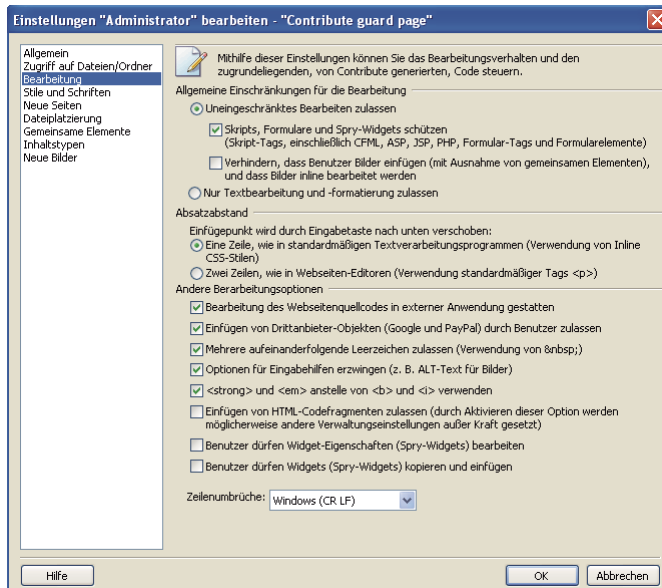 Einstellungen "Administrator" bearbeiten - "Contribute guard page"
Allgemein
Zugriff auf Dateien/Ordner
Bearbeitung
Stile und Schriften
Neue Seiten
Dateiplatzierung
Gemeinsame Elemente
Inhaltstypen
Neue Bilder
Mithilfe dieser Einstellungen können Sie das Bearbeitungsverhalten und den
zugrundeliegenden, von Contribute generierten, Code steuern.
Allgemeine Einschränkungen für die Bearbeitung
Uneingeschränktes Bearbeiten zulassen
Skripts, Formulare und Spry-Widgets schützen
(Skript-Tags, einschließlich CFML, ASP, JSP, PHP, Formular-Tags und Formularelemente)
Verhindern, dass Benutzer Bilder einfügen (mit Ausnahme von gemeinsamen Elementen),
und dass Bilder inline bearbeitet werden
Nur Textbearbeitung und -formatierung zulassen
Absatzabstand
Einfügepunkt wird durch Eingabetaste nach unten verschoben:
Eine Zeile, wie in standardmäßigen Textverarbeitungsprogrammen (Verwendung von Inline
CSS-Stilen)
Zwei Zeilen, wie in Webseiten-Editoren (Verwendung standardmäßiger Tags <p>)
Andere Berarbeitungsoptionen
Bearbeitung des Webseitenquellcodes in externer Anwendung gestatten
Einfügen von Drittanbieter-Objekten (Google und PayPal) durch Benutzer zulassen
Mehrere aufeinanderfolgende Leerzeichen zulassen (Verwendung von &nbsp;)
Optionen für Eingabehilfen erzwingen (z. B. ALT-Text für Bilder)
<strong> und <em> anstelle von <b> und <i> verwenden
Einfügen von HTML-Codefragmenten zulassen (durch Aktivieren dieser Option werden
möglicherweise andere Verwaltungseinstellungen außer Kraft gesetzt)
Benutzer dürfen Widget-Eigenschaften (Spry-Widgets) bearbeiten
Benutzer dürfen Widgets (Spry-Widgets) kopieren und einfügen
Zeilenumbrüche: Windows (CR LF)
Hilfe
OK
Abbrechen